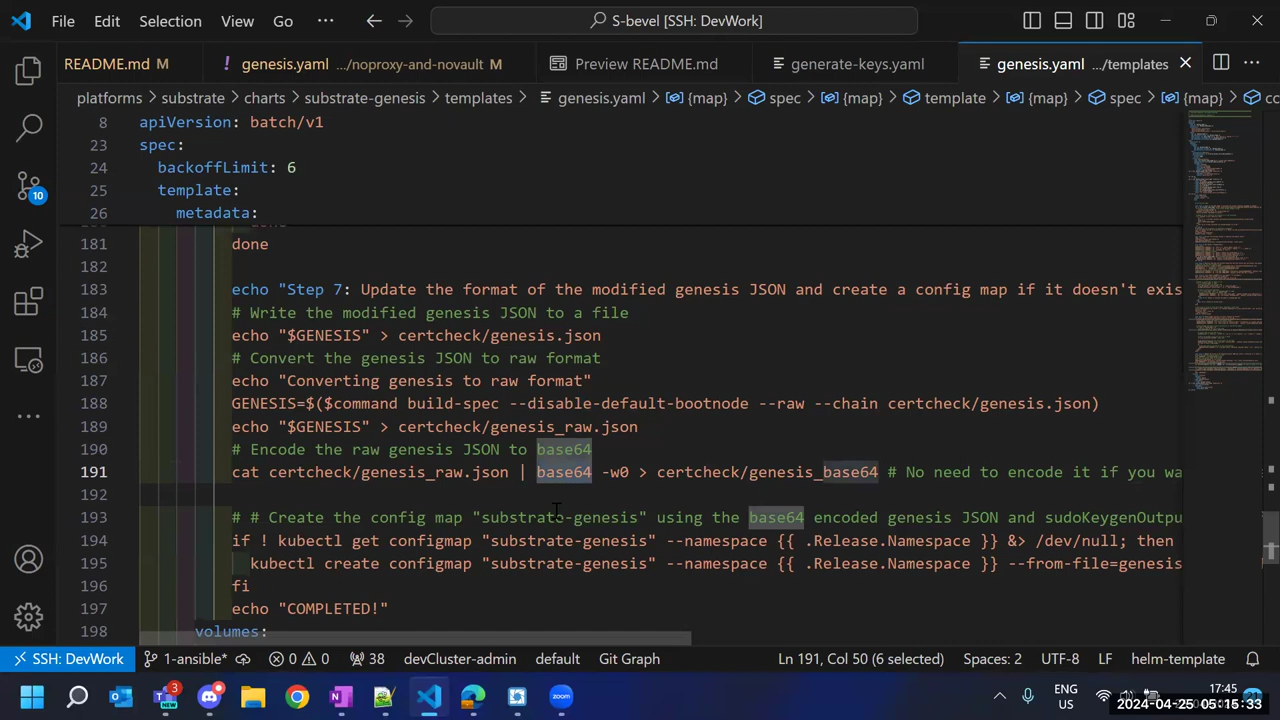 File Edit Selection View Go ··· S-bevel [SSH: DevWork]
README.md M ! genesis.yaml .../noproxy-and-novault M Preview README.md generate-keys.yaml genesis.yaml .../templates
platforms > substrate > charts > substrate-genesis > templates > genesis.yaml > {map} > spec > {map} > template > {map} > spec > {map} > co
8 apiVersion: batch/v1
23 spec:
24 backoffLimit: 6
25 template:
26 metadata:
181 done
182
183 echo "Step 7: Update the format of the modified genesis JSON and create a config map if it doesn't exis
184 # Write the modified genesis JSON to a file
185 echo "$GENESIS" > certcheck/genesis.json
186 # Convert the genesis JSON to raw format
187 echo "Converting genesis to raw format"
188 GENESIS=$($command build-spec --disable-default-bootnode --raw --chain certcheck/genesis.json)
189 echo "$GENESIS" > certcheck/genesis_raw.json
190 # Encode the raw genesis JSON to base64
191 cat certcheck/genesis_raw.json | base64 -w0 > certcheck/genesis_base64 # No need to encode it if you wa
192
193 # # Create the config map "substrate-genesis" using the base64 encoded genesis JSON and sudoKeygenOutpu
194 if ! kubectl get configmap "substrate-genesis" --namespace {{ .Release.Namespace }} &> /dev/null; then
195 kubectl create configmap "substrate-genesis" --namespace {{ .Release.Namespace }} --from-file=genesis
196 fi
197 echo "COMPLETED!"
198 volumes:
10
SSH: DevWork 1-ansible* 0 0 38 devCluster-admin default Git Graph Ln 191, Col 50 (6 selected) Spaces: 2 UTF-8 LF helm-template
3 zoom ENG US 17:45
2024-04-25 05:15:33